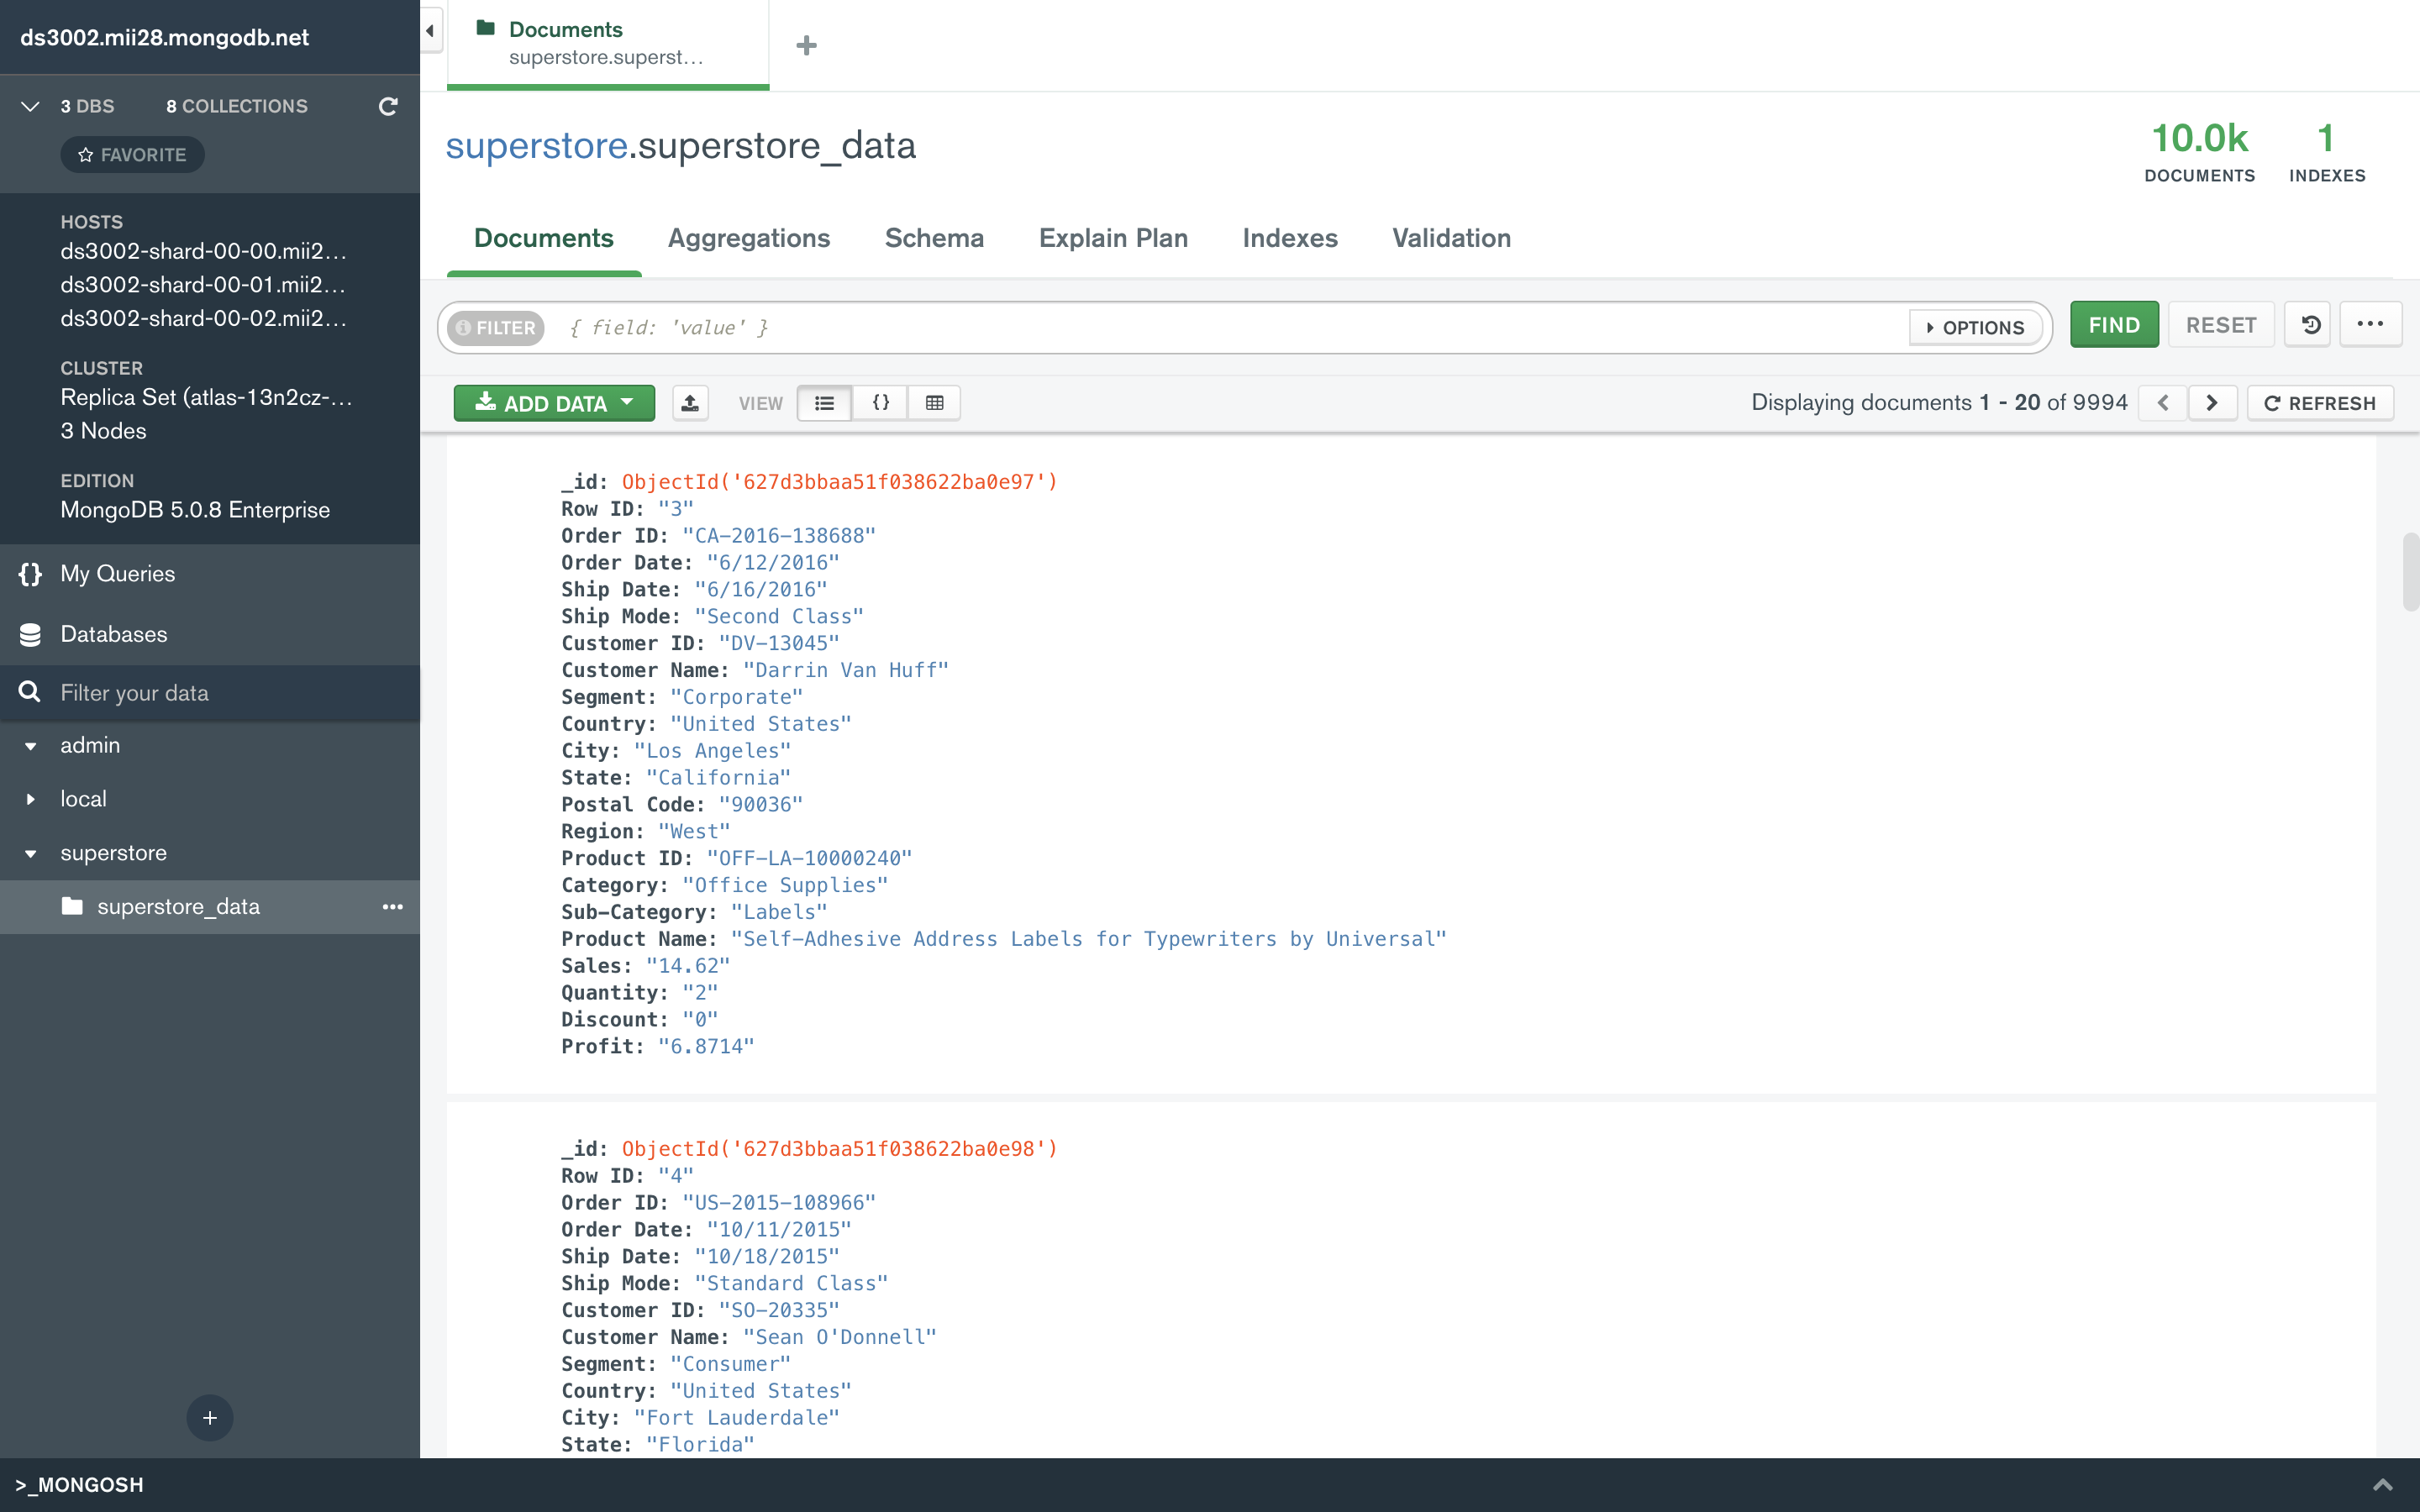 ds3002.mii28.mongodb.net
3 DBS 8 COLLECTIONS
FAVORITE
HOSTS
ds3002-shard-00-00.mii2...
ds3002-shard-00-01.mii2...
ds3002-shard-00-02.mii2...
CLUSTER
Replica Set (atlas-13n2cz-...
3 Nodes
EDITION
MongoDB 5.0.8 Enterprise
{} My Queries
Databases
Filter your data
admin
local
superstore
superstore_data •••
+
Documents
superstore.superst...
+
superstore.superstore_data
10.0k
DOCUMENTS
1
INDEXES
Documents Aggregations Schema Explain Plan Indexes Validation
FILTER { field: 'value' } OPTIONS FIND RESET •••
ADD DATA VIEW {} Displaying documents 1 - 20 of 9994 < > REFRESH
_id: ObjectId('627d3bbaa51f038622ba0e97')
Row ID: "3"
Order ID: "CA-2016-138688"
Order Date: "6/12/2016"
Ship Date: "6/16/2016"
Ship Mode: "Second Class"
Customer ID: "DV-13045"
Customer Name: "Darrin Van Huff"
Segment: "Corporate"
Country: "United States"
City: "Los Angeles"
State: "California"
Postal Code: "90036"
Region: "West"
Product ID: "OFF-LA-10000240"
Category: "Office Supplies"
Sub-Category: "Labels"
Product Name: "Self-Adhesive Address Labels for Typewriters by Universal"
Sales: "14.62"
Quantity: "2"
Discount: "0"
Profit: "6.8714"
_id: ObjectId('627d3bbaa51f038622ba0e98')
Row ID: "4"
Order ID: "US-2015-108966"
Order Date: "10/11/2015"
Ship Date: "10/18/2015"
Ship Mode: "Standard Class"
Customer ID: "SO-20335"
Customer Name: "Sean O'Donnell"
Segment: "Consumer"
Country: "United States"
City: "Fort Lauderdale"
State: "Florida"
>_MONGOSH